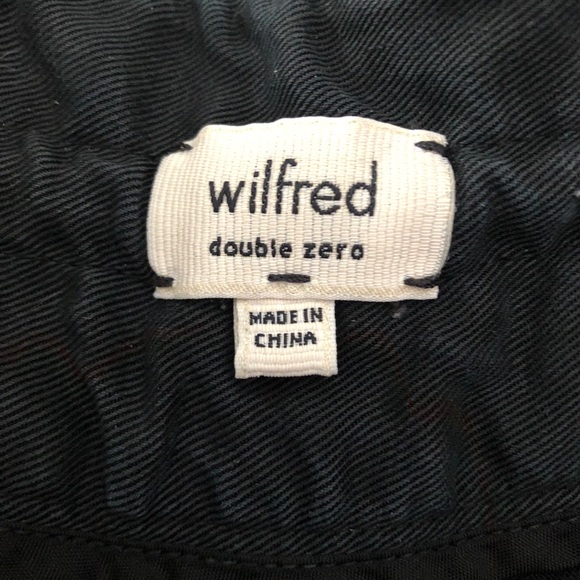 wilfred
double zero
MADE IN
CHINA